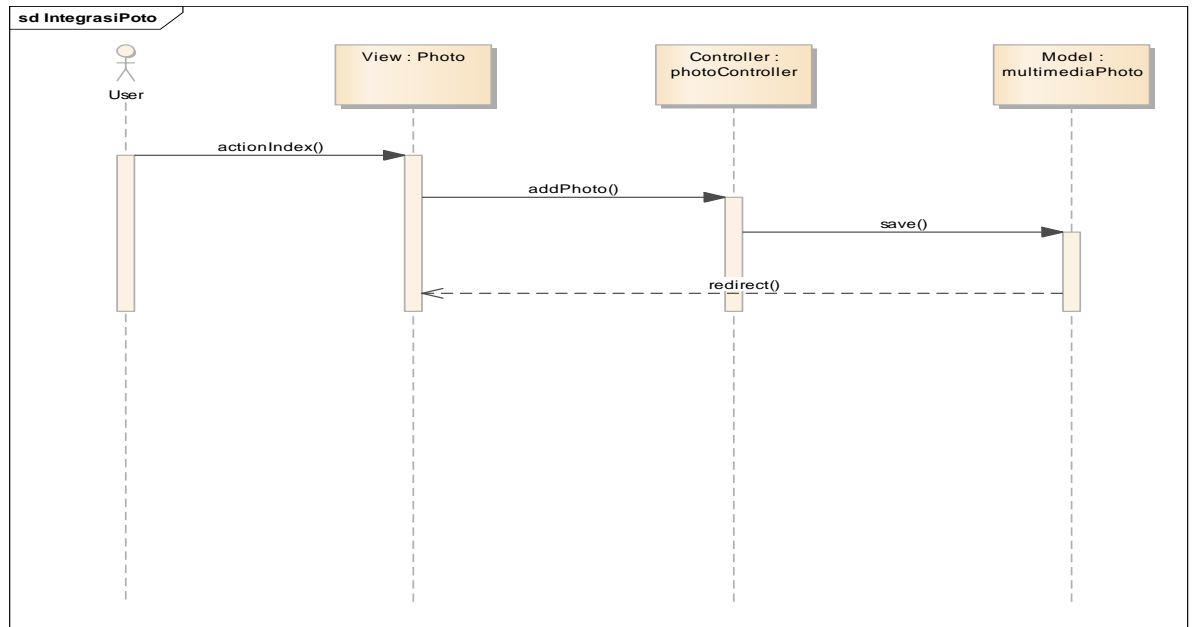 sd IntegrasiPoto
User
View : Photo
Controller :
photoController
Model :
multimediaPhoto
actionIndex()
addPhoto()
save()
redirect()